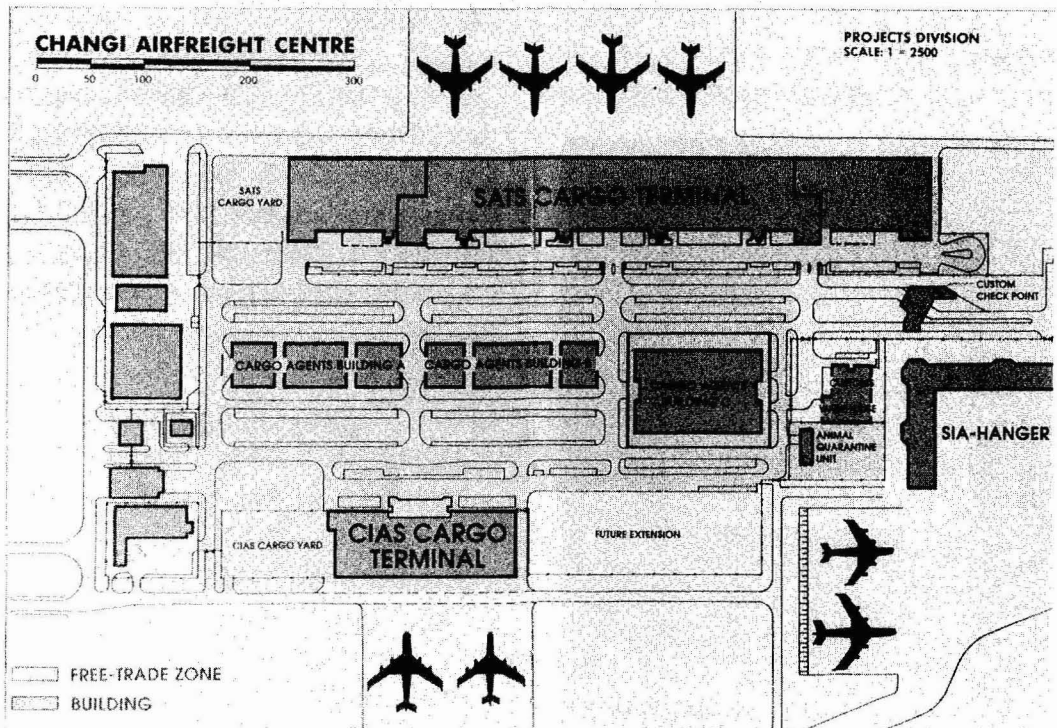 CHANGI AIRFREIGHT CENTRE
0 50 100 200 300
PROJECTS DIVISION
SCALE: 1 = 2500
SATS
CARGO YARD
SATS CARGO TERMINAL
CUSTOM
CHECK POINT
CARGO AGENTS BUILDING A
CARGO AGENTS BUILDING B
ANIMAL
QUARANTINE
UNIT
SIA-HANGER
CIAS CARGO YARD
CIAS CARGO
TERMINAL
FUTURE EXTENSION
FREE-TRADE ZONE
BUILDING